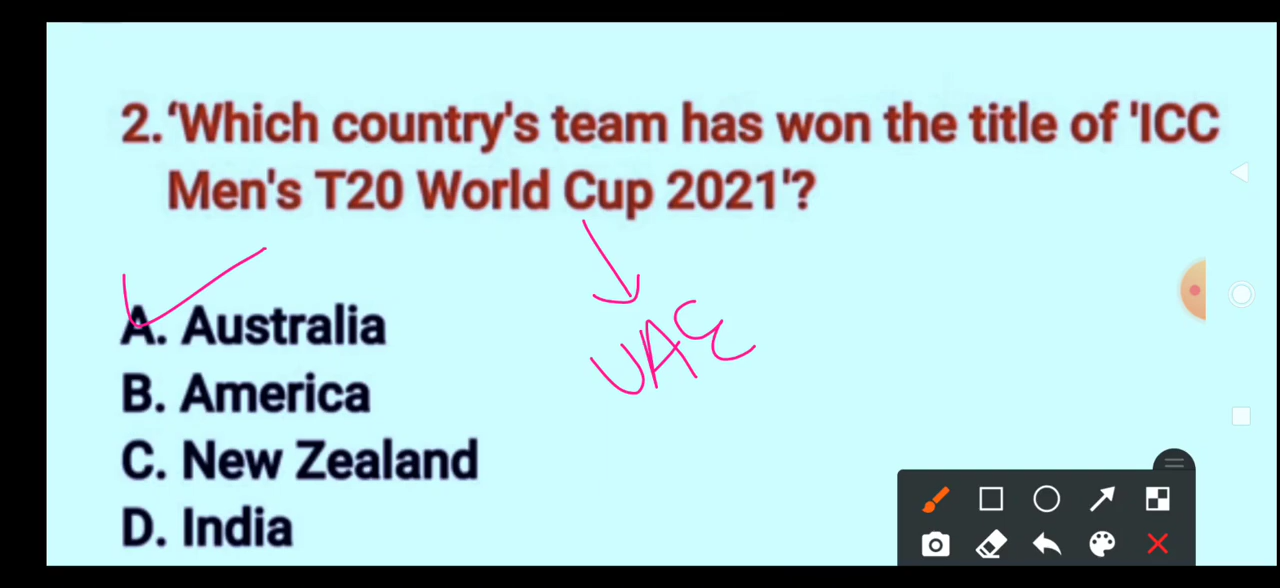 2. ‘Which country's team has won the title of 'ICC
Men's T20 World Cup 2021'?
A. Australia
UAE
B. America
C. New Zealand
D. India